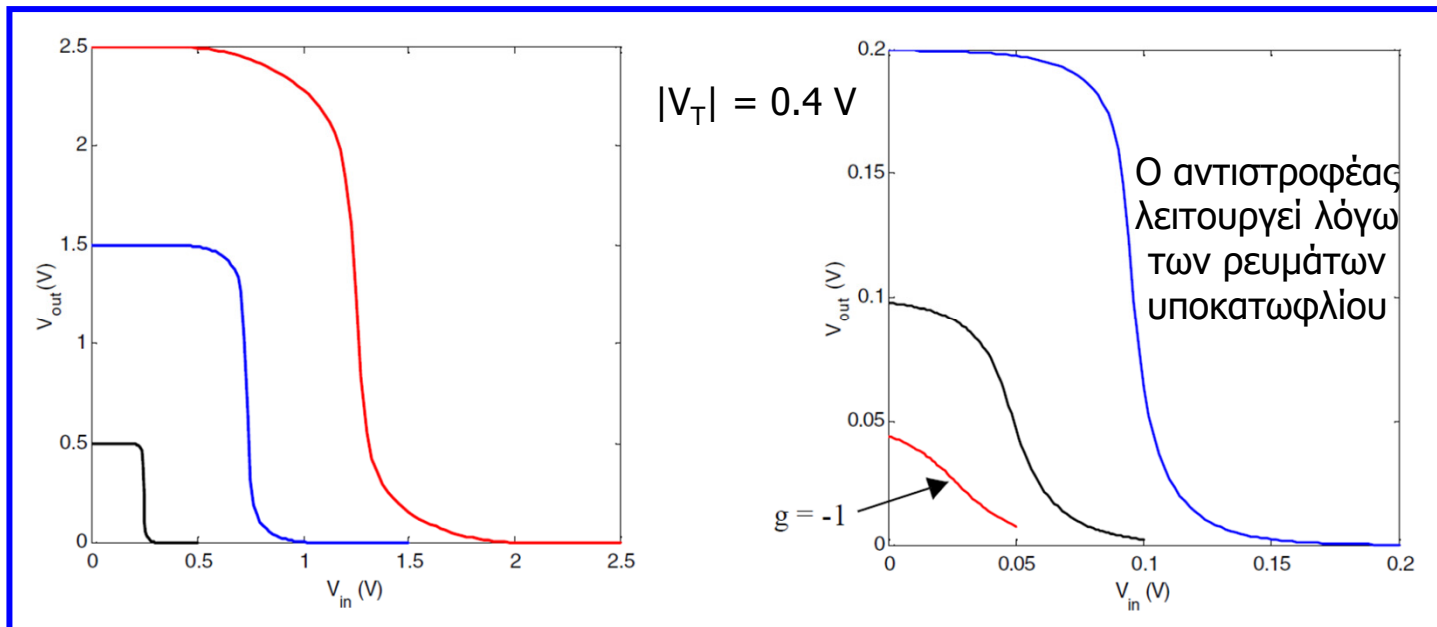 2.5
2
1.5
1
0.5
0
V_out (V)
0 0.5 1 1.5 2 2.5
V_in (V)
|V_T| = 0.4 V
0.2
0.15
0.1
0.05
0
V_out (V)
Ο αντιστροφέας
λειτουργεί λόγω
των ρευμάτων
υποκατωφλίου
g = -1
0 0.05 0.1 0.15 0.2
V_in (V)